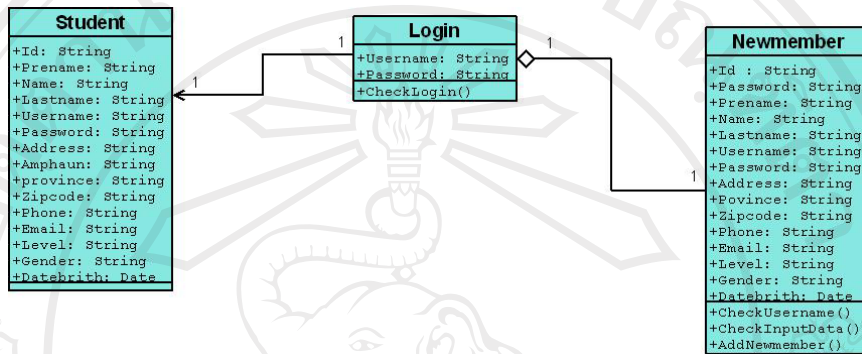 Student
+Id: String
+Prename: String
+Name: String
+Lastname: String
+Username: String
+Password: String
+Address: String
+Amphaun: String
+province: String
+Zipcode: String
+Phone: String
+Email: String
+Level: String
+Gender: String
+Datebrith: Date
1
1
Login
+Username: String
+Password: String
+CheckLogin()
1
1
Newmember
+Id : String
+Password: String
+Prename: String
+Name: String
+Lastname: String
+Username: String
+Password: String
+Address: String
+Povince: String
+Zipcode: String
+Phone: String
+Email: String
+Level: String
+Gender: String
+Datebrith: Date
+CheckUsername()
+CheckInputData()
+AddNewmember()